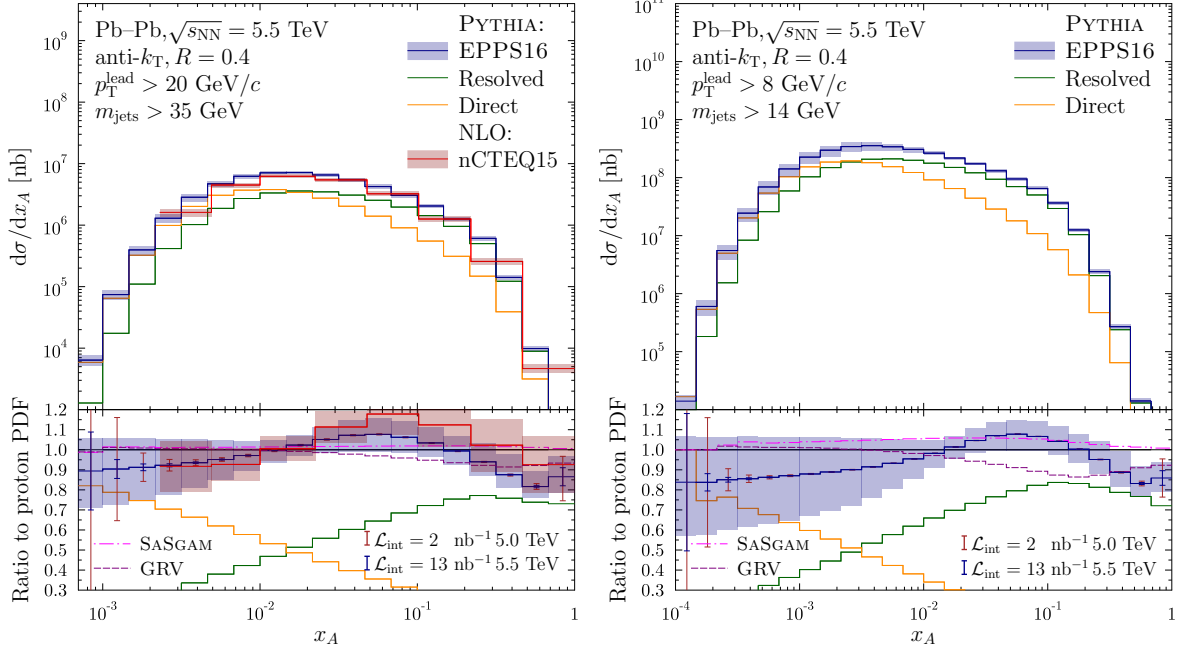 Pb–Pb, √s_NN = 5.5 TeV
anti-k_T, R = 0.4
p_T^lead > 20 GeV/c
m_jets > 35 GeV
PYTHIA:
EPPS16
Resolved
Direct
NLO:
nCTEQ15
dσ/dx_A [nb]
10^9
10^8
10^7
10^6
10^5
10^4
Ratio to proton PDF
1.2
1.1
1.0
0.9
0.8
0.7
0.6
0.5
0.4
0.3
SASGAM
GRV
ℒ_int = 2 nb^−1 5.0 TeV
ℒ_int = 13 nb^−1 5.5 TeV
10^−3 10^−2 10^−1 1
x_A
Pb–Pb, √s_NN = 5.5 TeV
anti-k_T, R = 0.4
p_T^lead > 8 GeV/c
m_jets > 14 GeV
PYTHIA
EPPS16
Resolved
Direct
dσ/dx_A [nb]
10^11
10^10
10^9
10^8
10^7
10^6
10^5
Ratio to proton PDF
1.2
1.1
1.0
0.9
0.8
0.7
0.6
0.5
0.4
0.3
SASGAM
GRV
ℒ_int = 2 nb^−1 5.0 TeV
ℒ_int = 13 nb^−1 5.5 TeV
10^−4 10^−3 10^−2 10^−1 1
x_A